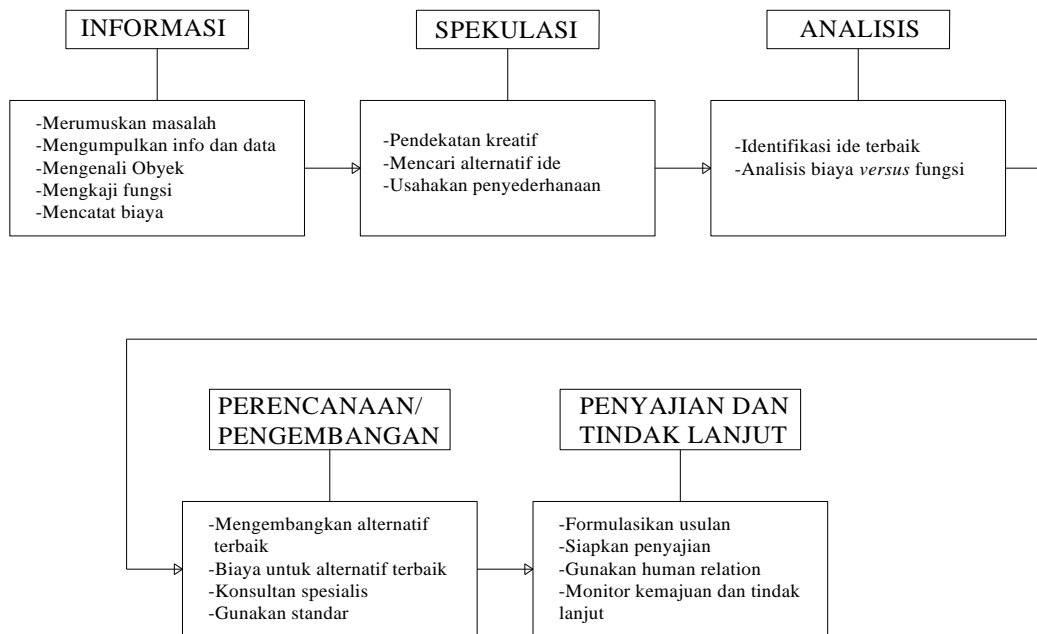 INFORMASI
-Merumuskan masalah
-Mengumpulkan info dan data
-Mengenali Obyek
-Mengkaji fungsi
-Mencatat biaya
SPEKULASI
-Pendekatan kreatif
-Mencari alternatif ide
-Usahakan penyederhanaan
ANALISIS
-Identifikasi ide terbaik
-Analisis biaya versus fungsi
PERENCANAAN/
PENGEMBANGAN
-Mengembangkan alternatif
terbaik
-Biaya untuk alternatif terbaik
-Konsultan spesialis
-Gunakan standar
PENYAJIAN DAN
TINDAK LANJUT
-Formulasikan usulan
-Siapkan penyajian
-Gunakan human relation
-Monitor kemajuan dan tindak
lanjut